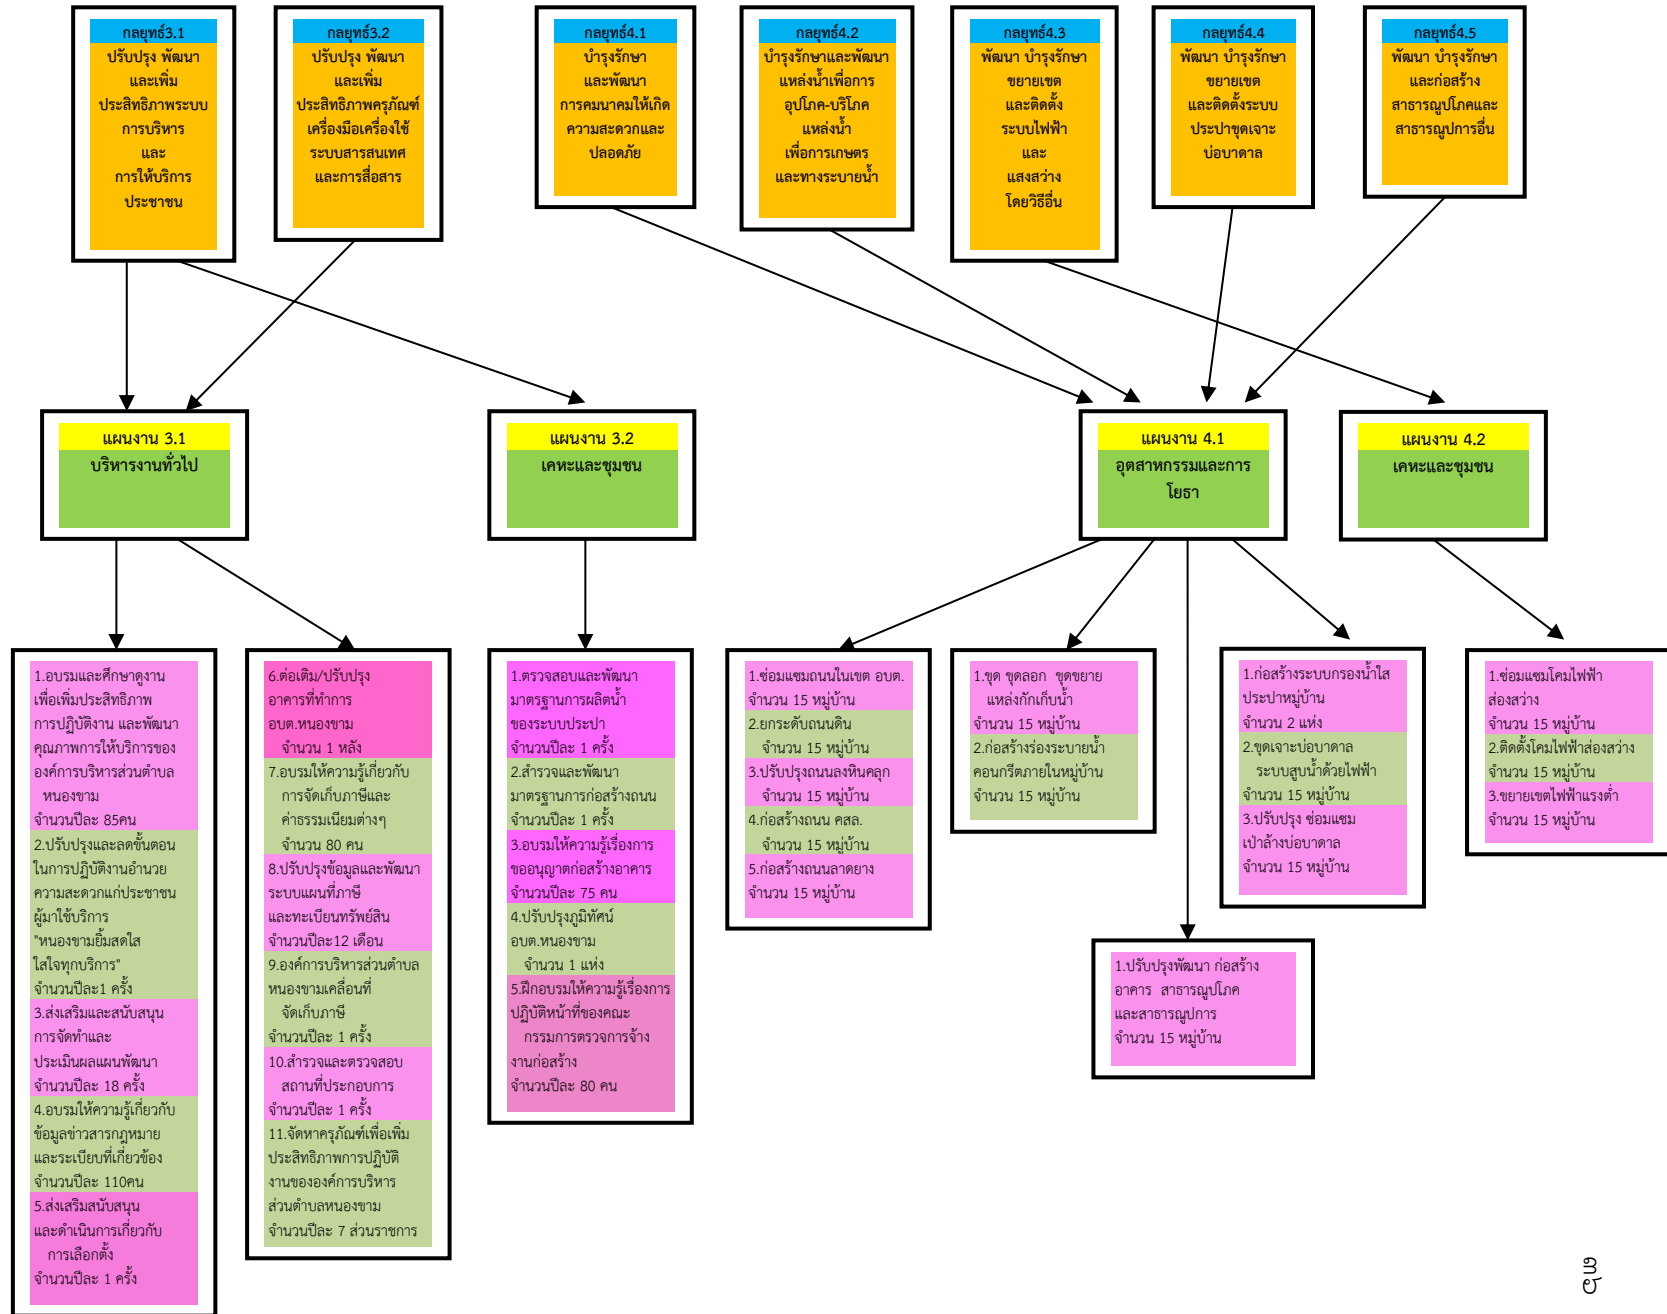 กลยุทธ์3.1
ปรับปรุง พัฒนา
และเพิ่ม
ประสิทธิภาพระบบ
การบริหาร
และ
การให้บริการ
ประชาชน
กลยุทธ์3.2
ปรับปรุง พัฒนา
และเพิ่ม
ประสิทธิภาพครุภัณฑ์
เครื่องมือเครื่องใช้
ระบบสารสนเทศ
และการสื่อสาร
กลยุทธ์4.1
บำรุงรักษา
และพัฒนา
การคมนาคมให้เกิด
ความสะดวกและ
ปลอดภัย
กลยุทธ์4.2
บำรุงรักษาและพัฒนา
แหล่งน้ำเพื่อการ
อุปโภค-บริโภค
แหล่งน้ำ
เพื่อการเกษตร
และทางระบายน้ำ
กลยุทธ์4.3
พัฒนา บำรุงรักษา
ขยายเขต
และติดตั้ง
ระบบไฟฟ้า
และ
แสงสว่าง
โดยวิธีอื่น
กลยุทธ์4.4
พัฒนา บำรุงรักษา
ขยายเขต
และติดตั้งระบบ
ประปาขุดเจาะ
บ่อบาดาล
กลยุทธ์4.5
พัฒนา บำรุงรักษา
และก่อสร้าง
สาธารณูปโภคและ
สาธารณูปการอื่น
แผนงาน 3.1
บริหารงานทั่วไป
แผนงาน 3.2
เคหะและชุมชน
แผนงาน 4.1
อุตสาหกรรมและการ
โยธา
แผนงาน 4.2
เคหะและชุมชน
1.อบรมและศึกษาดูงาน
เพื่อเพิ่มประสิทธิภาพ
การปฏิบัติงาน และพัฒนา
คุณภาพการให้บริการของ
องค์การบริหารส่วนตำบล
หนองขาม
จำนวนปีละ 85คน
2.ปรับปรุงและลดขั้นตอน
ในการปฏิบัติงานอำนวย
ความสะดวกแก่ประชาชน
ผู้มาใช้บริการ
"หนองขามยิ้มสดใส
ใส่ใจทุกบริการ"
จำนวนปีละ1 ครั้ง
3.ส่งเสริมและสนับสนุน
การจัดทำและ
ประเมินผลแผนพัฒนา
จำนวนปีละ 18 ครั้ง
4.อบรมให้ความรู้เกี่ยวกับ
ข้อมูลข่าวสารกฎหมาย
และระเบียบที่เกี่ยวข้อง
จำนวนปีละ 110คน
5.ส่งเสริมสนับสนุน
และดำเนินการเกี่ยวกับ
การเลือกตั้ง
จำนวนปีละ 1 ครั้ง
6.ต่อเติม/ปรับปรุง
อาคารที่ทำการ
อบต.หนองขาม
จำนวน 1 หลัง
7.อบรมให้ความรู้เกี่ยวกับ
การจัดเก็บภาษีและ
ค่าธรรมเนียมต่างๆ
จำนวน 80 คน
8.ปรับปรุงข้อมูลและพัฒนา
ระบบแผนที่ภาษี
และทะเบียนทรัพย์สิน
จำนวนปีละ12 เดือน
9.องค์การบริหารส่วนตำบล
หนองขามเคลื่อนที่
จัดเก็บภาษี
จำนวนปีละ 1 ครั้ง
10.สำรวจและตรวจสอบ
สถานที่ประกอบการ
จำนวนปีละ 1 ครั้ง
11.จัดหาครุภัณฑ์เพื่อเพิ่ม
ประสิทธิภาพการปฏิบัติ
งานขององค์การบริหาร
ส่วนตำบลหนองขาม
จำนวนปีละ 7 ส่วนราชการ
1.ตรวจสอบและพัฒนา
มาตรฐานการผลิตน้ำ
ของระบบประปา
จำนวนปีละ 1 ครั้ง
2.สำรวจและพัฒนา
มาตรฐานการก่อสร้างถนน
จำนวนปีละ 1 ครั้ง
3.อบรมให้ความรู้เรื่องการ
ขออนุญาตก่อสร้างอาคาร
จำนวนปีละ 75 คน
4.ปรับปรุงภูมิทัศน์
อบต.หนองขาม
จำนวน 1 แห่ง
5.ฝึกอบรมให้ความรู้เรื่องการ
ปฏิบัติหน้าที่ของคณะ
กรรมการตรวจการจ้าง
งานก่อสร้าง
จำนวนปีละ 80 คน
1.ซ่อมแซมถนนในเขต อบต.
จำนวน 15 หมู่บ้าน
2.ยกระดับถนนดิน
จำนวน 15 หมู่บ้าน
3.ปรับปรุงถนนลงหินคลุก
จำนวน 15 หมู่บ้าน
4.ก่อสร้างถนน คสล.
จำนวน 15 หมู่บ้าน
5.ก่อสร้างถนนลาดยาง
จำนวน 15 หมู่บ้าน
1.ขุด ขุดลอก ขุดขยาย
แหล่งกักเก็บน้ำ
จำนวน 15 หมู่บ้าน
2.ก่อสร้างร่องระบายน้ำ
คอนกรีตภายในหมู่บ้าน
จำนวน 15 หมู่บ้าน
1.ปรับปรุงพัฒนา ก่อสร้าง
อาคาร สาธารณูปโภค
และสาธารณูปการ
จำนวน 15 หมู่บ้าน
1.ก่อสร้างระบบกรองน้ำใส
ประปาหมู่บ้าน
จำนวน 2 แห่ง
2.ขุดเจาะบ่อบาดาล
ระบบสูบน้ำด้วยไฟฟ้า
จำนวน 15 หมู่บ้าน
3.ปรับปรุง ซ่อมแซม
เป่าล้างบ่อบาดาล
จำนวน 15 หมู่บ้าน
1.ซ่อมแซมโคมไฟฟ้า
ส่องสว่าง
จำนวน 15 หมู่บ้าน
2.ติดตั้งโคมไฟฟ้าส่องสว่าง
จำนวน 15 หมู่บ้าน
3.ขยายเขตไฟฟ้าแรงต่ำ
จำนวน 15 หมู่บ้าน
๓๖